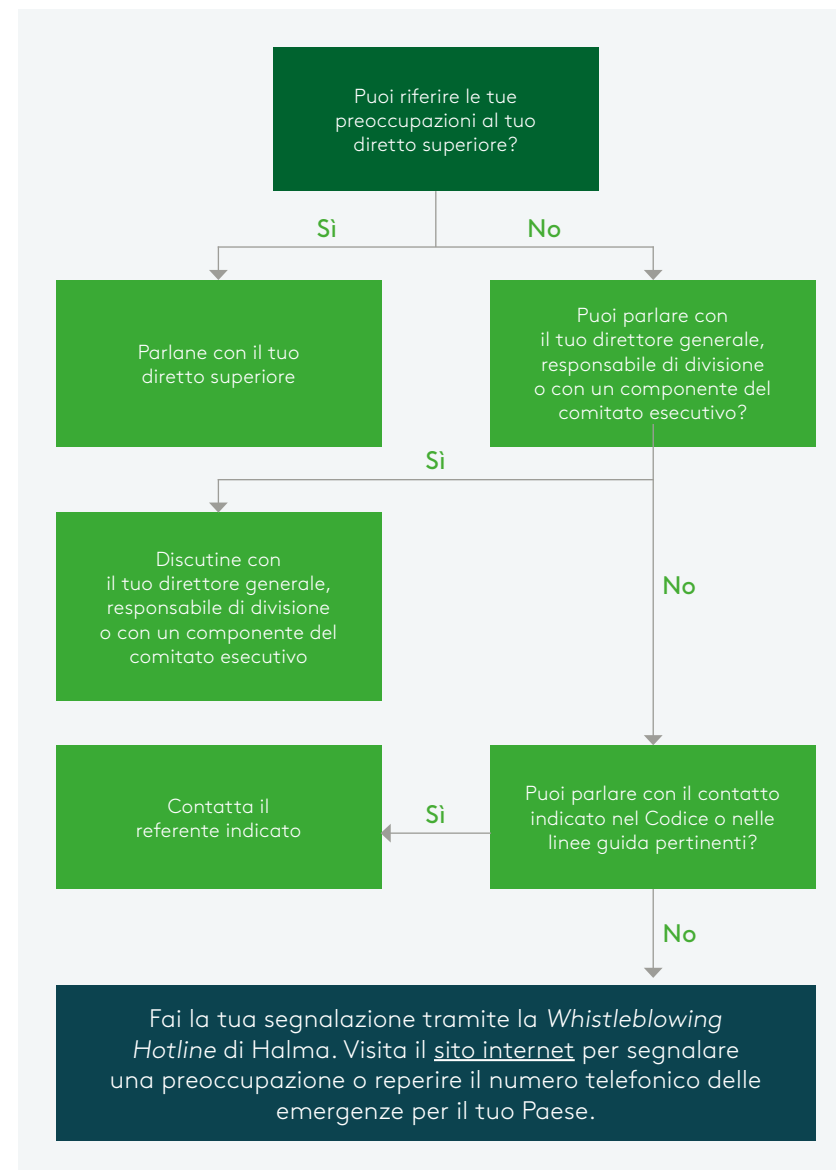 Puoi riferire le tue
preoccupazioni al tuo
diretto superiore?
Sì
No
Parlane con il tuo
diretto superiore
Puoi parlare con
il tuo direttore generale,
responsabile di divisione
o con un componente del
comitato esecutivo?
Sì
Discutine con
il tuo direttore generale,
responsabile di divisione
o con un componente del
comitato esecutivo
No
Contatta il
referente indicato
Sì
Puoi parlare con il contatto
indicato nel Codice o nelle
linee guida pertinenti?
No
Fai la tua segnalazione tramite la Whistleblowing
Hotline di Halma. Visita il sito internet per segnalare
una preoccupazione o reperire il numero telefonico delle
emergenze per il tuo Paese.